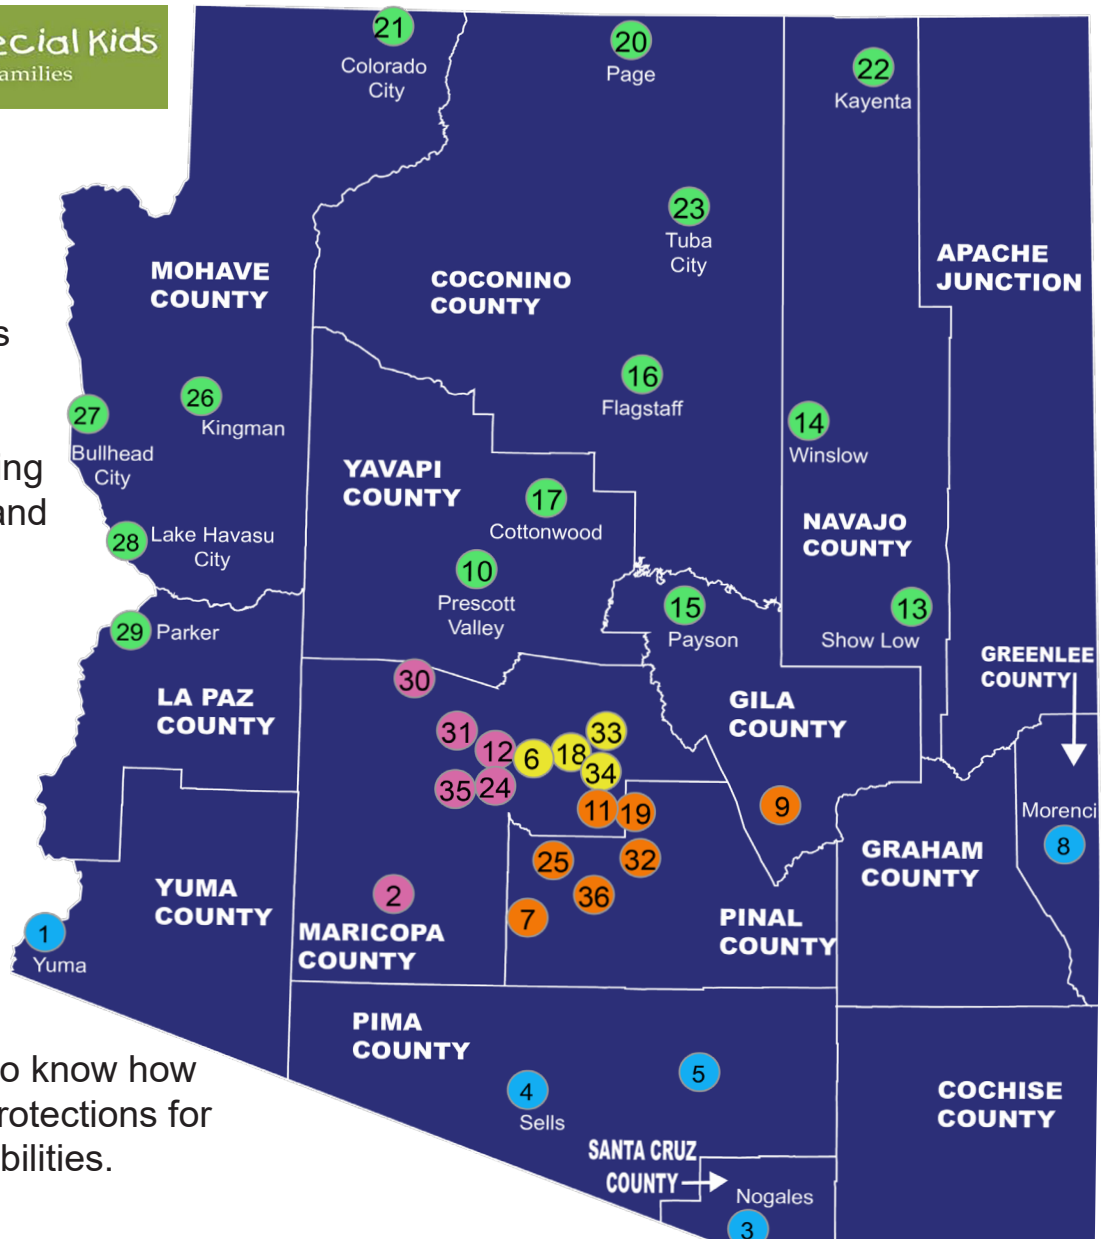 ecial Kids
amilies
21
Colorado
City
20
Page
22
Kayenta
23
Tuba
City
APACHE
JUNCTION
MOHAVE
COUNTY
COCONINO
COUNTY
s
16
Flagstaff
26
Kingman
27
Bullhead
City
14
Winslow
ing
and
YAVAPI
COUNTY
17
Cottonwood
NAVAJO
COUNTY
28
Lake Havasu
City
10
Prescott
Valley
15
Payson
13
Show Low
29
Parker
GREENLEE
COUNTY
30
LA PAZ
COUNTY
GILA
COUNTY
31
12
6
18
33
34
35
24
11
19
9
Morenci
8
25
32
GRAHAM
COUNTY
YUMA
COUNTY
2
36
7
MARICOPA
COUNTY
PINAL
COUNTY
1
Yuma
PIMA
COUNTY
o know how
rotections for
bilities.
4
Sells
5
COCHISE
COUNTY
SANTA CRUZ
COUNTY
Nogales
3